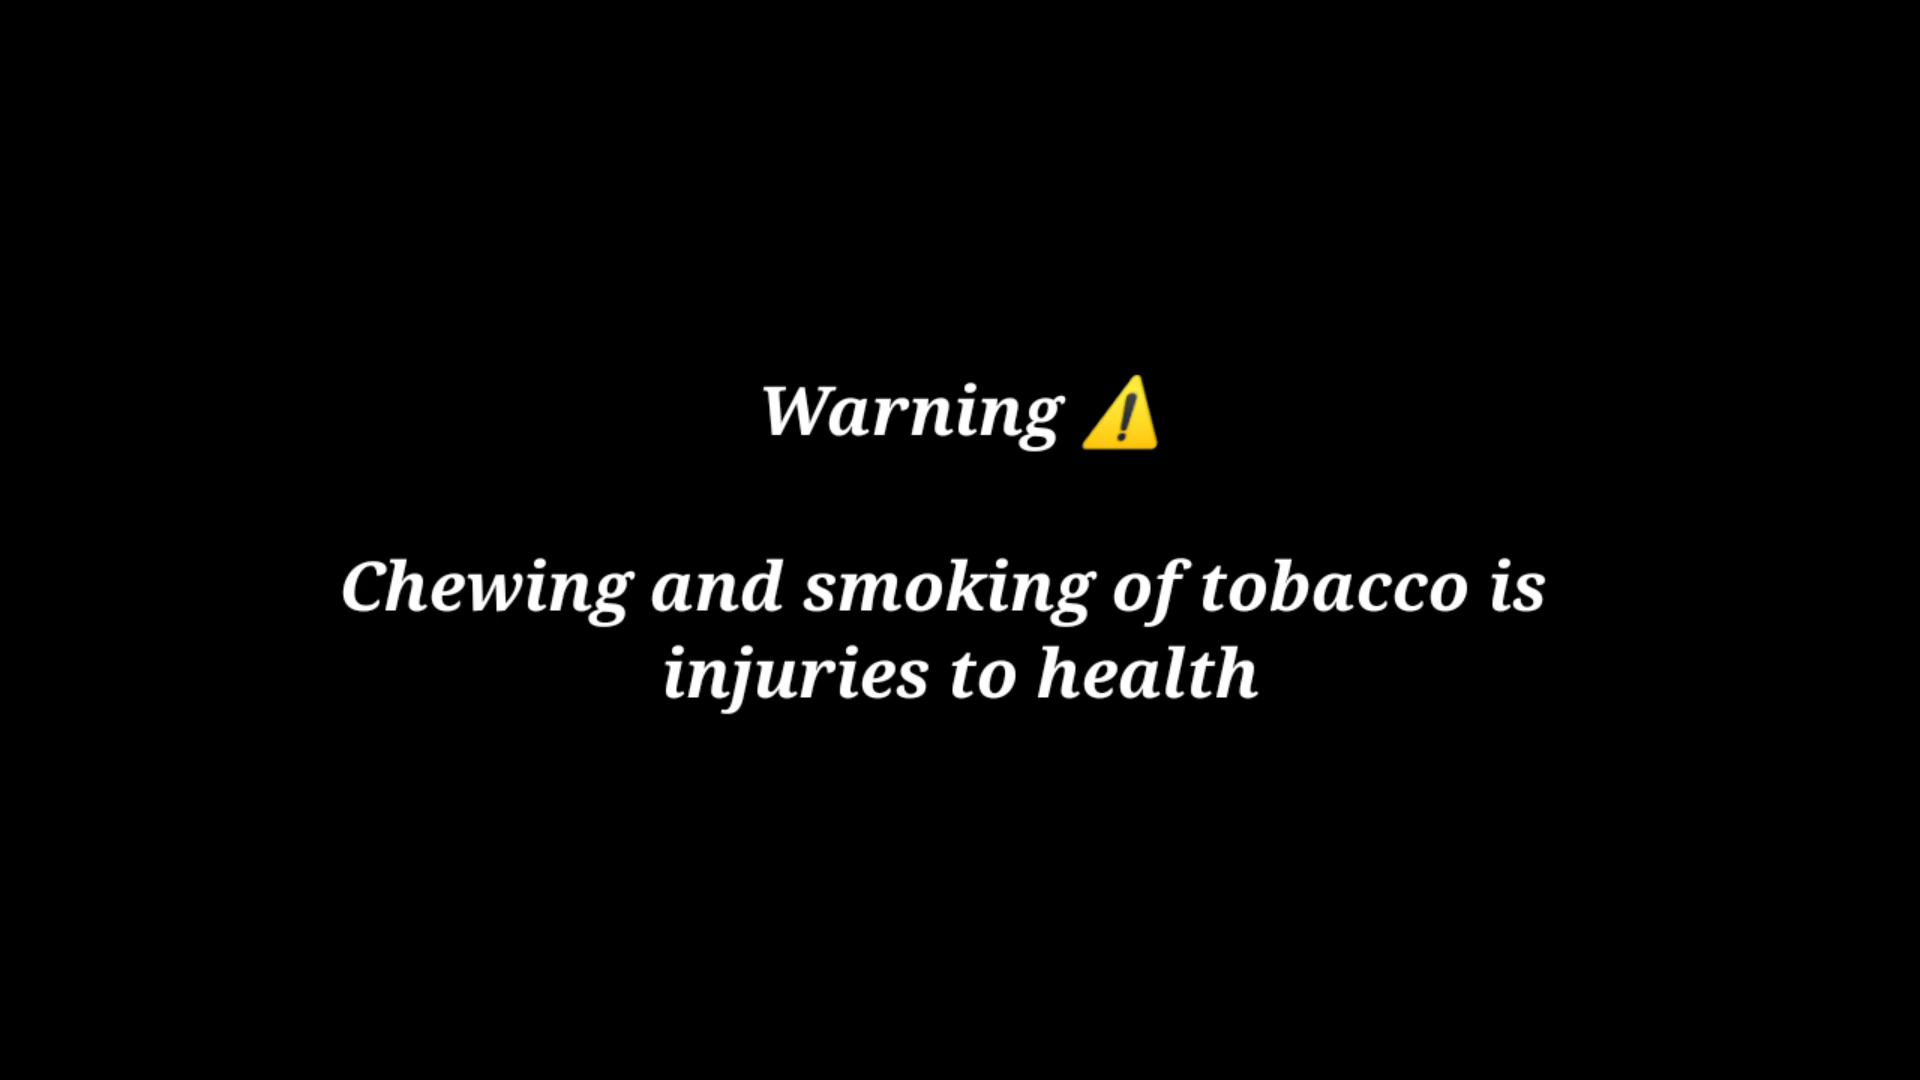 Warning ⚠️
Chewing and smoking of tobacco is
injuries to health